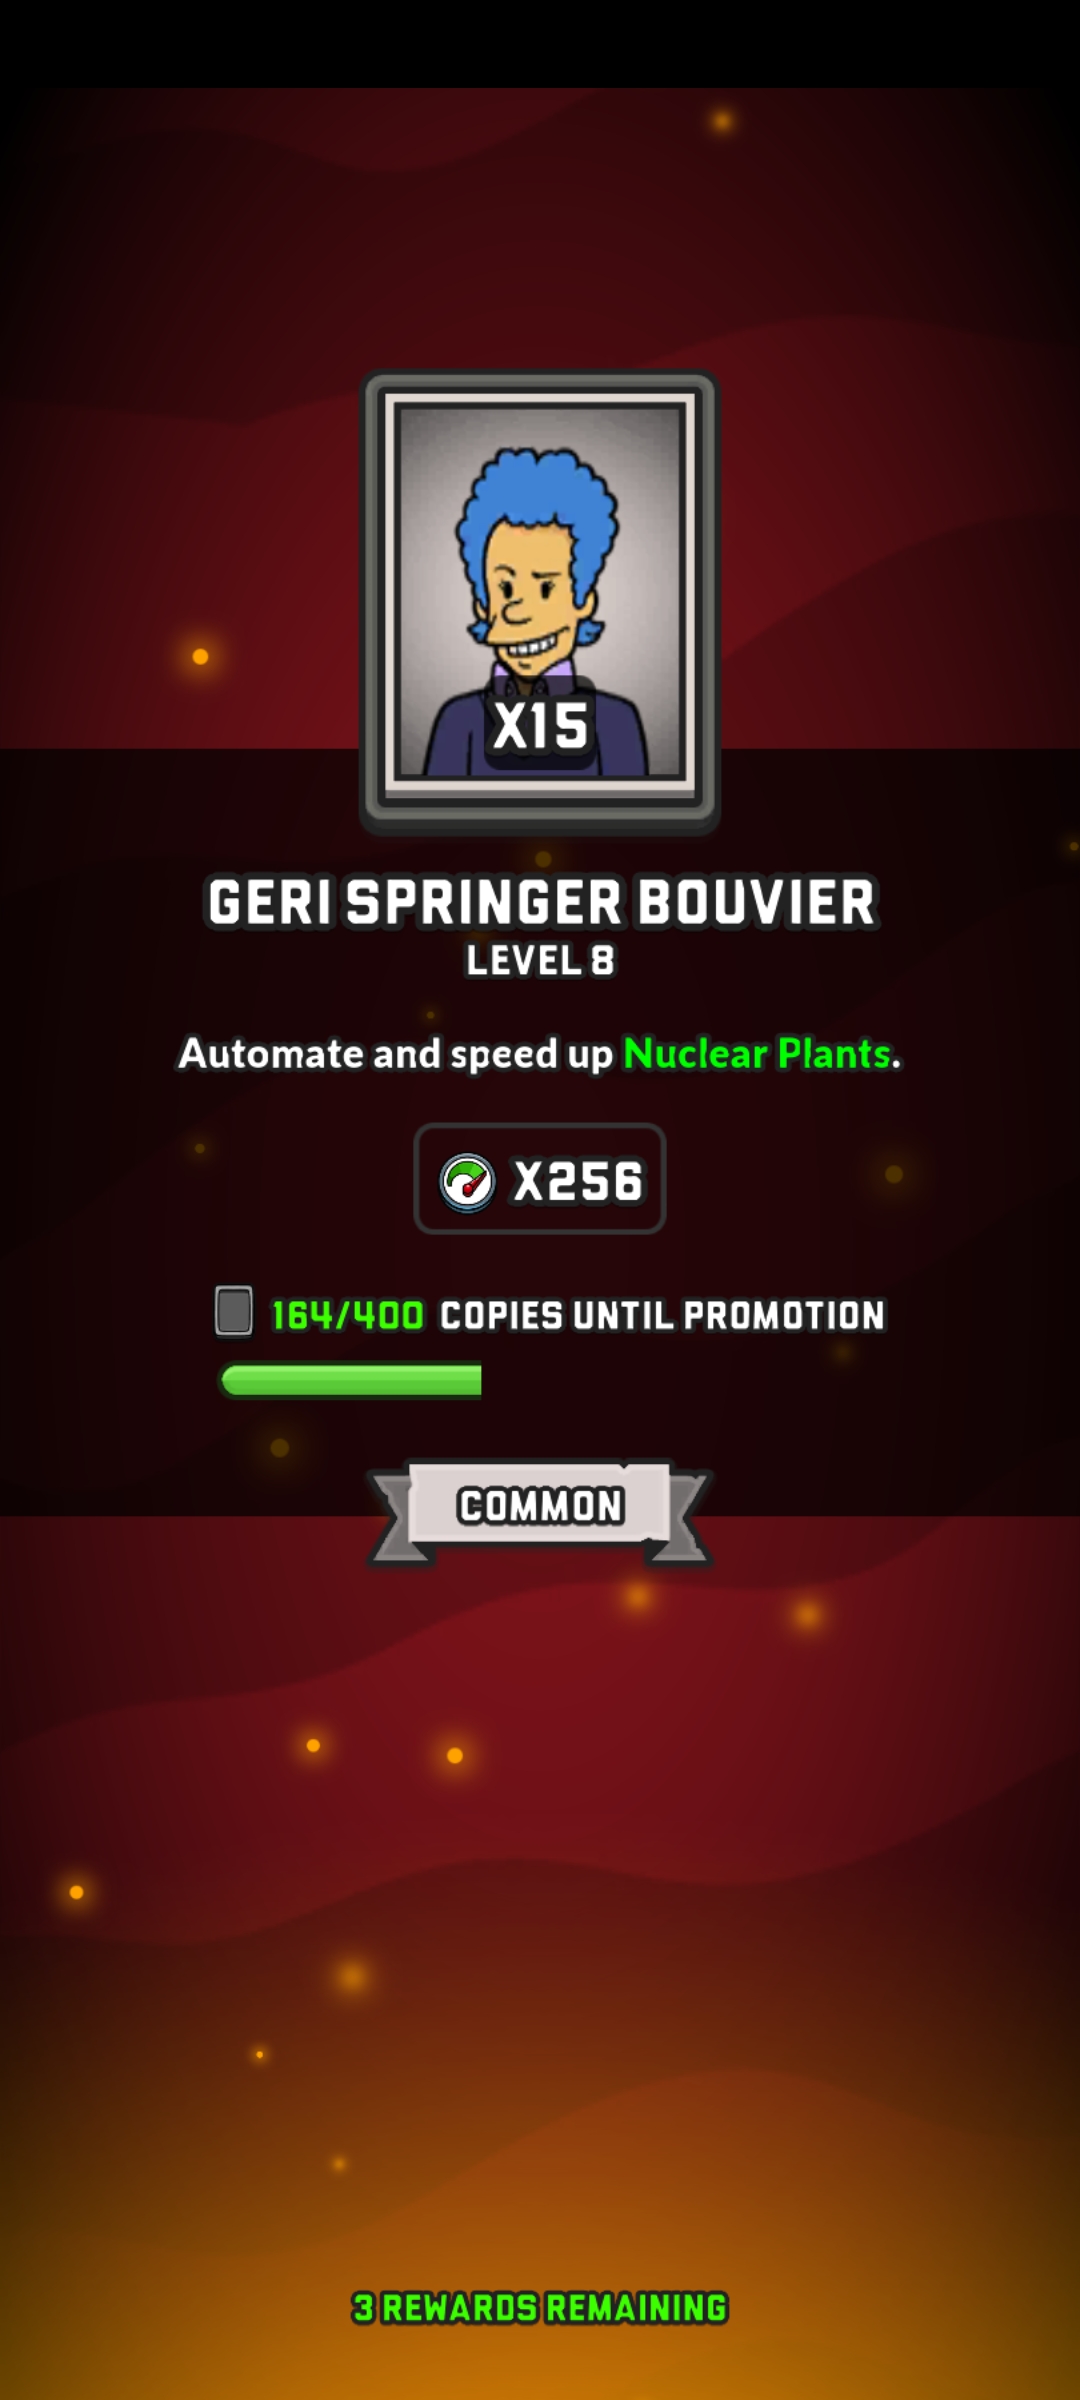 X15
GERI SPRINGER BOUVIER
LEVEL 8
Automate and speed up Nuclear Plants.
X256
164/400 COPIES UNTIL PROMOTION
COMMON
3 REWARDS REMAINING